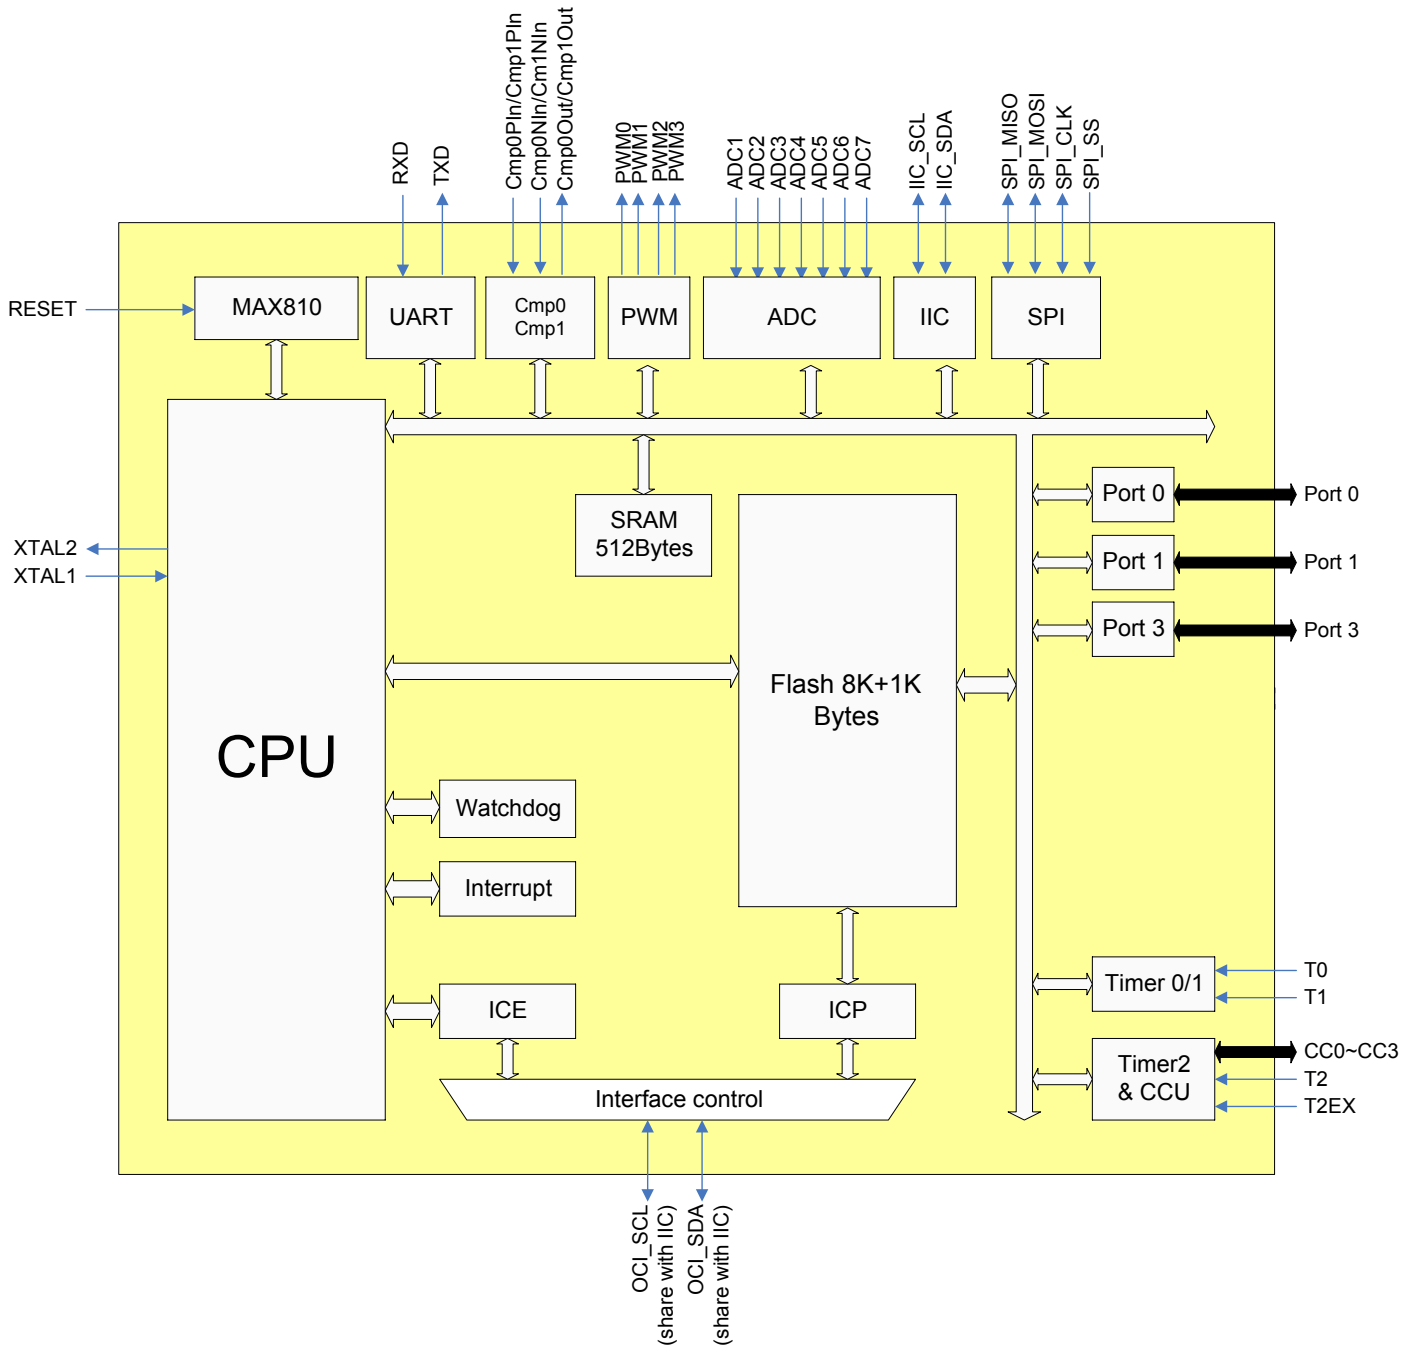 RXD
TXD
Cmp0PIn/Cmp1PIn
Cmp0NIn/Cm1NIn
Cmp0Out/Cmp1Out
PWM0
PWM1
PWM2
PWM3
ADC1
ADC2
ADC3
ADC4
ADC5
ADC6
ADC7
IIC_SCL
IIC_SDA
SPI_MISO
SPI_MOSI
SPI_CLK
SPI_SS
RESET
MAX810
UART
Cmp0
Cmp1
PWM
ADC
IIC
SPI
SRAM
512Bytes
Port 0
Port 0
XTAL2
XTAL1
Port 1
Port 1
Port 3
Port 3
Flash 8K+1K
Bytes
CPU
Watchdog
Interrupt
ICE
ICP
Timer 0/1
T0
T1
Timer2
& CCU
CC0~CC3
T2
T2EX
Interface control
OCI_SCL
(share with IIC)
OCI_SDA
(share with IIC)